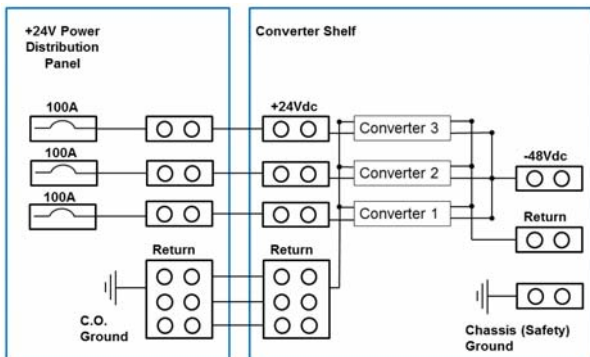 +24V Power
Distribution
Panel
Converter Shelf
100A
+24Vdc
Converter 3
100A
Converter 2
-48Vdc
100A
Converter 1
Return
Return
Return
C.O.
Ground
Chassis (Safety)
Ground